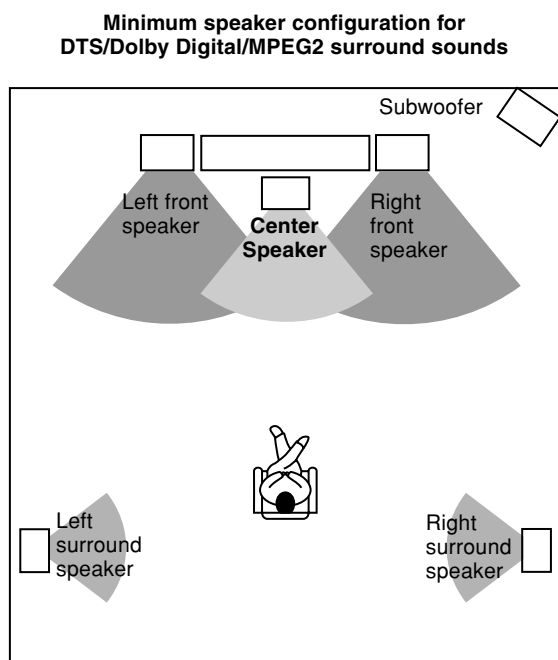 Minimum speaker configuration for
DTS/Dolby Digital/MPEG2 surround sounds
Subwoofer
Left front
speaker
Center
Speaker
Right
front
speaker
Left
surround
speaker
Right
surround
speaker